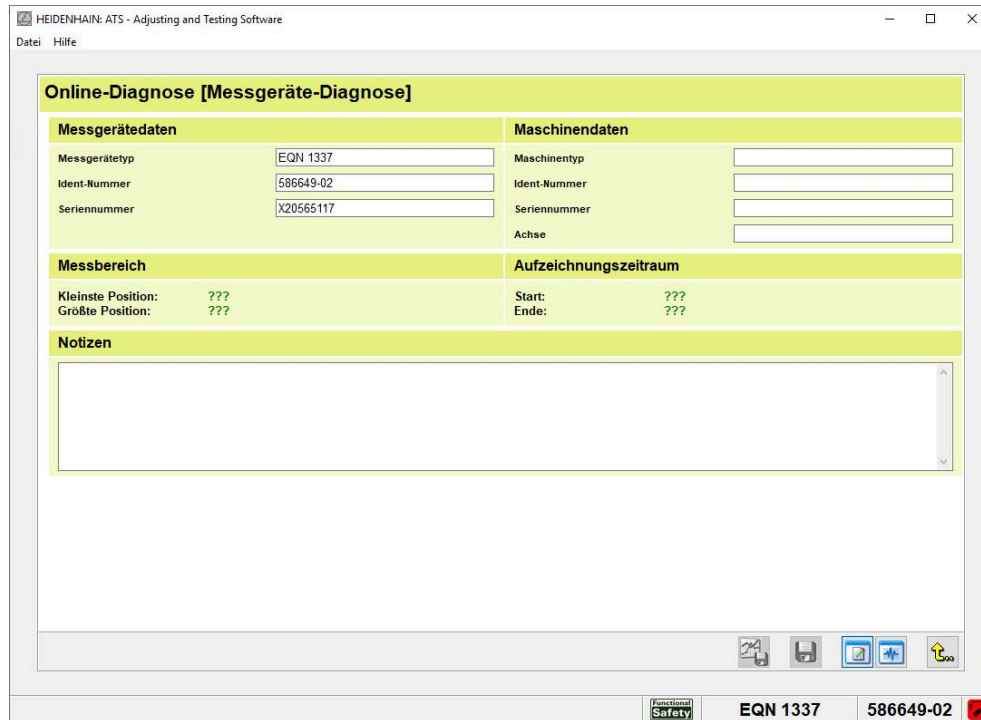 HEIDENHAIN: ATS - Adjusting and Testing Software
Datei Hilfe
Online-Diagnose [Messgeräte-Diagnose]
Messgerätedaten
Messgerätetyp EQN 1337
Ident-Nummer 586649-02
Seriennummer X20565117
Maschinendaten
Maschinentyp
Ident-Nummer
Seriennummer
Achse
Messbereich
Kleinste Position: ???
Größte Position: ???
Aufzeichnungszeitraum
Start: ???
Ende: ???
Notizen
Functional
Safety
EQN 1337
586649-02